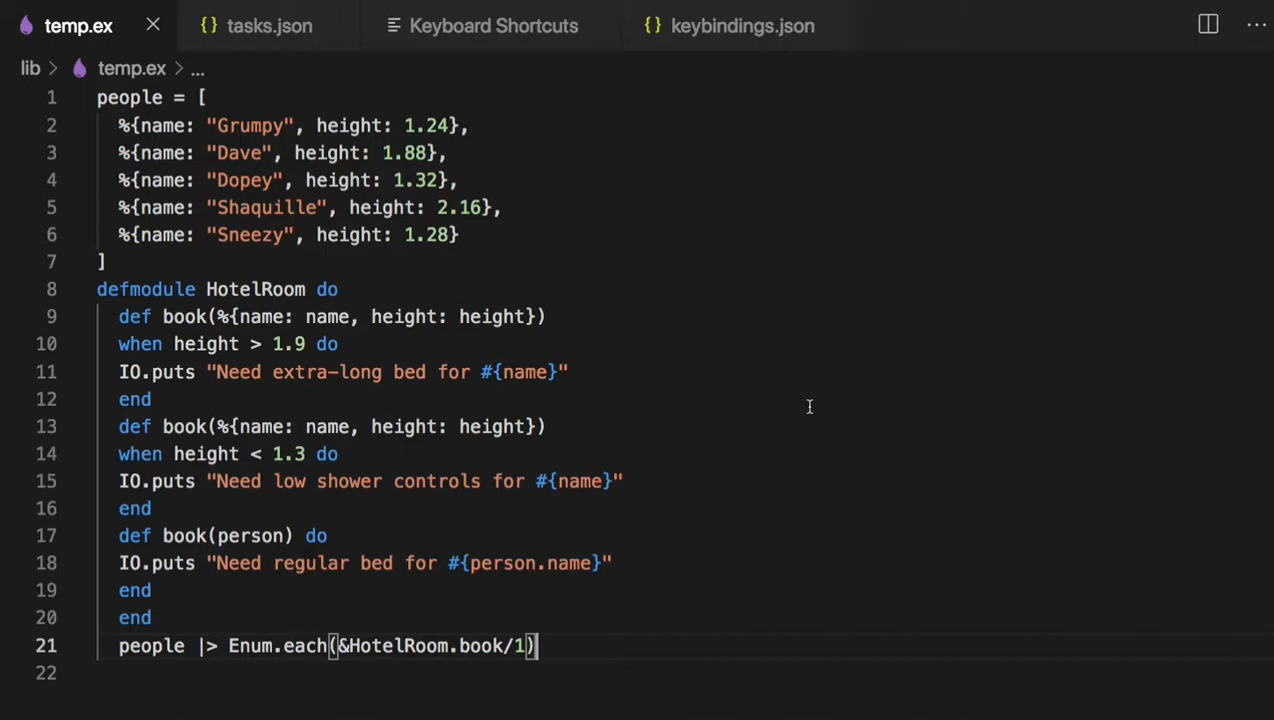 temp.ex
tasks.json
Keyboard Shortcuts
keybindings.json
lib > temp.ex > ...
1 people = [
2 %{name: "Grumpy", height: 1.24},
3 %{name: "Dave", height: 1.88},
4 %{name: "Dopey", height: 1.32},
5 %{name: "Shaquille", height: 2.16},
6 %{name: "Sneezy", height: 1.28}
7 ]
8 defmodule HotelRoom do
9 def book(%{name: name, height: height})
10 when height > 1.9 do
11 IO.puts "Need extra-long bed for #{name}"
12 end
13 def book(%{name: name, height: height})
14 when height < 1.3 do
15 IO.puts "Need low shower controls for #{name}"
16 end
17 def book(person) do
18 IO.puts "Need regular bed for #{person.name}"
19 end
20 end
21 people |> Enum.each(&HotelRoom.book/1)
22